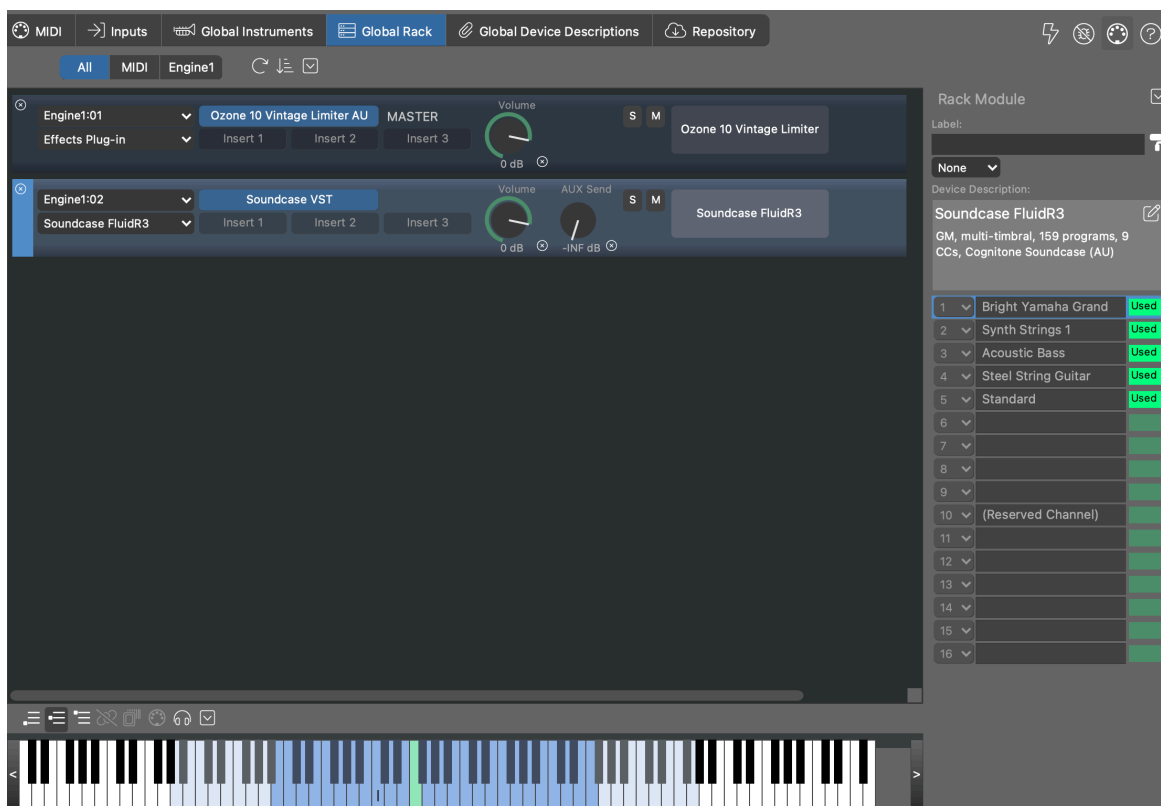 MIDI Inputs Global Instruments Global Rack Global Device Descriptions Repository
All MIDI Engine1
Engine1:01 Ozone 10 Vintage Limiter AU MASTER Volume S M Ozone 10 Vintage Limiter
Effects Plug-in Insert 1 Insert 2 Insert 3
0 dB
Engine1:02 Soundcase VST Volume AUX Send S M Soundcase FluidR3
Soundcase FluidR3 Insert 1 Insert 2 Insert 3
0 dB -INF dB
Rack Module
Label:
None
Device Description:
Soundcase FluidR3
GM, multi-timbral, 159 programs, 9
CCs, Cognitone Soundcase (AU)
1 Bright Yamaha Grand Used
2 Synth Strings 1 Used
3 Acoustic Bass Used
4 Steel String Guitar Used
5 Standard Used
6
7
8
9
10 (Reserved Channel)
11
12
13
14
15
16
< I >